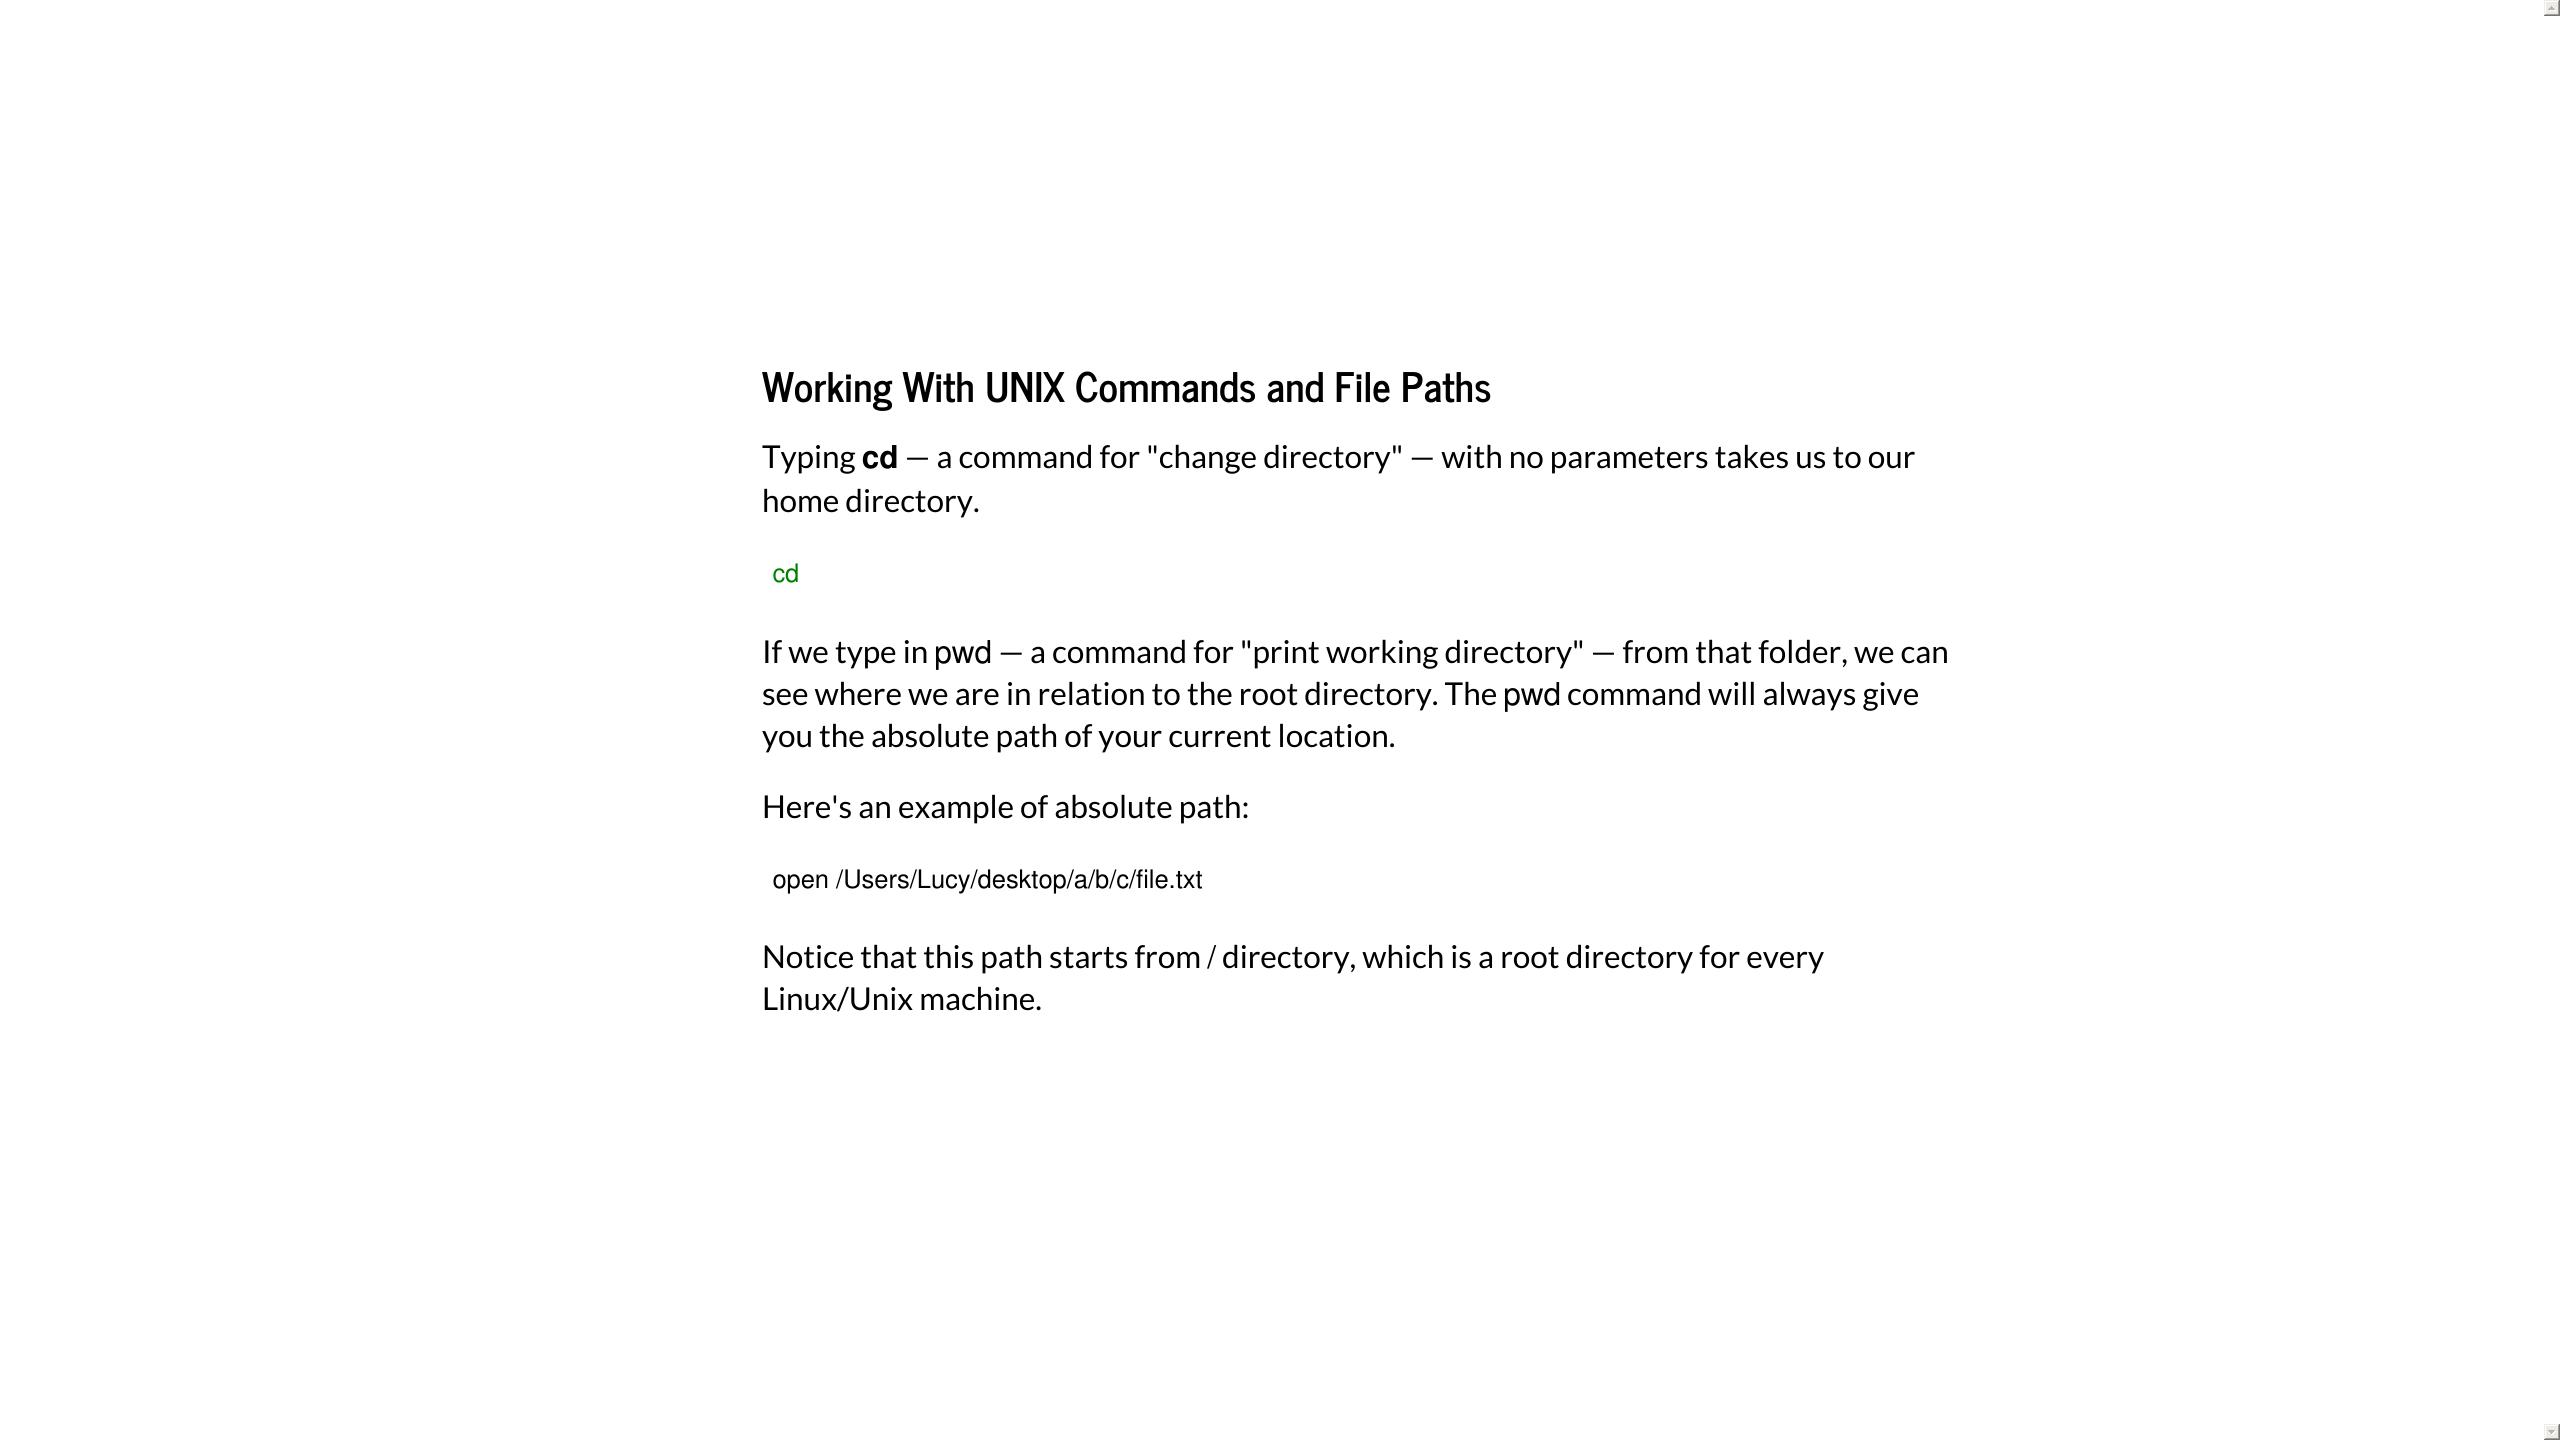 Working With UNIX Commands and File Paths
Typing cd — a command for "change directory" — with no parameters takes us to our
home directory.
cd
If we type in pwd — a command for "print working directory" — from that folder, we can
see where we are in relation to the root directory. The pwd command will always give
you the absolute path of your current location.
Here's an example of absolute path:
open /Users/Lucy/desktop/a/b/c/file.txt
Notice that this path starts from / directory, which is a root directory for every
Linux/Unix machine.